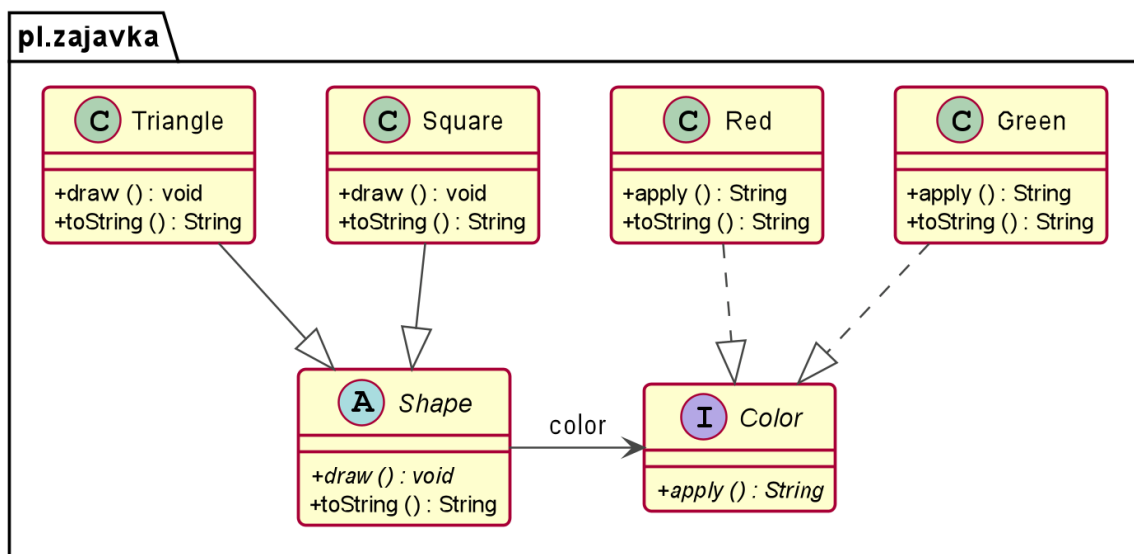 pl.zajavka
C Triangle
+draw () : void
+toString () : String
C Square
+draw () : void
+toString () : String
C Red
+apply () : String
+toString () : String
C Green
+apply () : String
+toString () : String
A Shape
+draw () : void
+toString () : String
color
I Color
+apply () : String